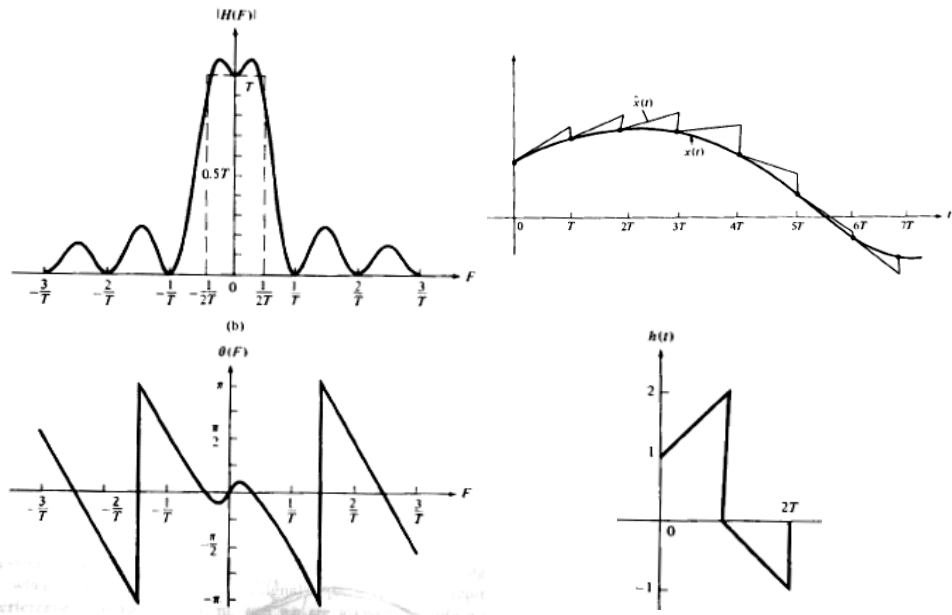 |H(F)|
T
0.5T
-3/T -2/T -1/T -1/2T 0 1/2T 1/T 2/T 3/T F
(b)
x̂(t)
x(t)
0 T 2T 3T 4T 5T 6T 7T t
θ(F)
π
π/2
-3/T -2/T -1/T 1/T 2/T 3/T F
-π/2
-π
h(t)
2
1
2T
0
-1